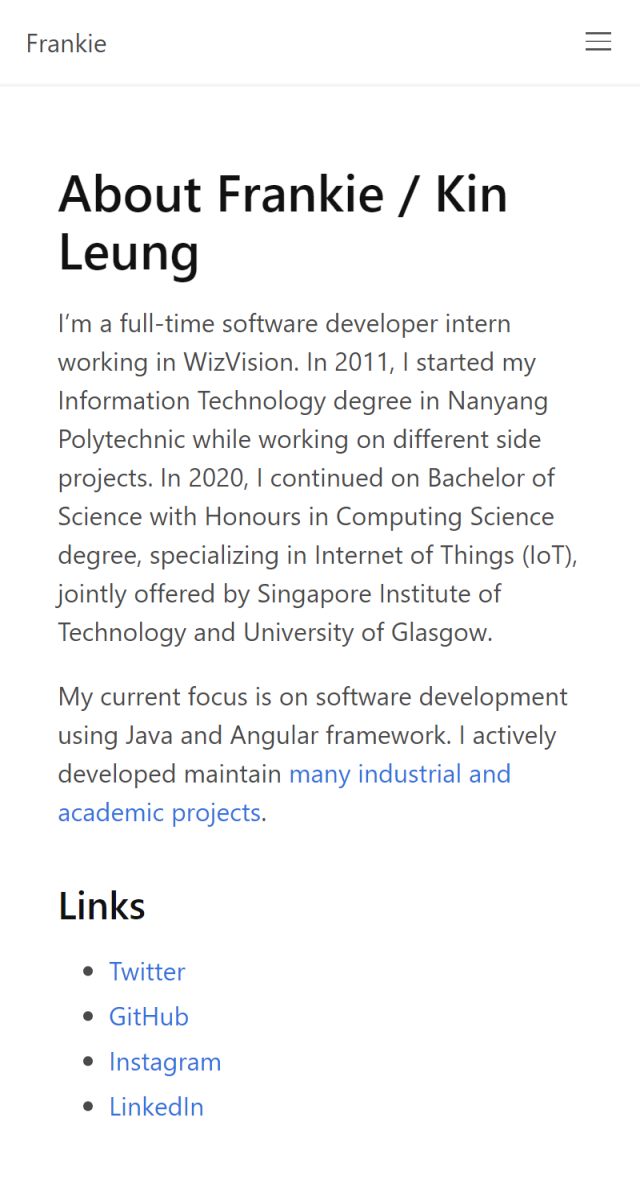 Frankie
About Frankie / Kin
Leung
I’m a full-time software developer intern
working in WizVision. In 2011, I started my
Information Technology degree in Nanyang
Polytechnic while working on different side
projects. In 2020, I continued on Bachelor of
Science with Honours in Computing Science
degree, specializing in Internet of Things (IoT),
jointly offered by Singapore Institute of
Technology and University of Glasgow.
My current focus is on software development
using Java and Angular framework. I actively
developed maintain many industrial and
academic projects.
Links
Twitter
GitHub
Instagram
LinkedIn